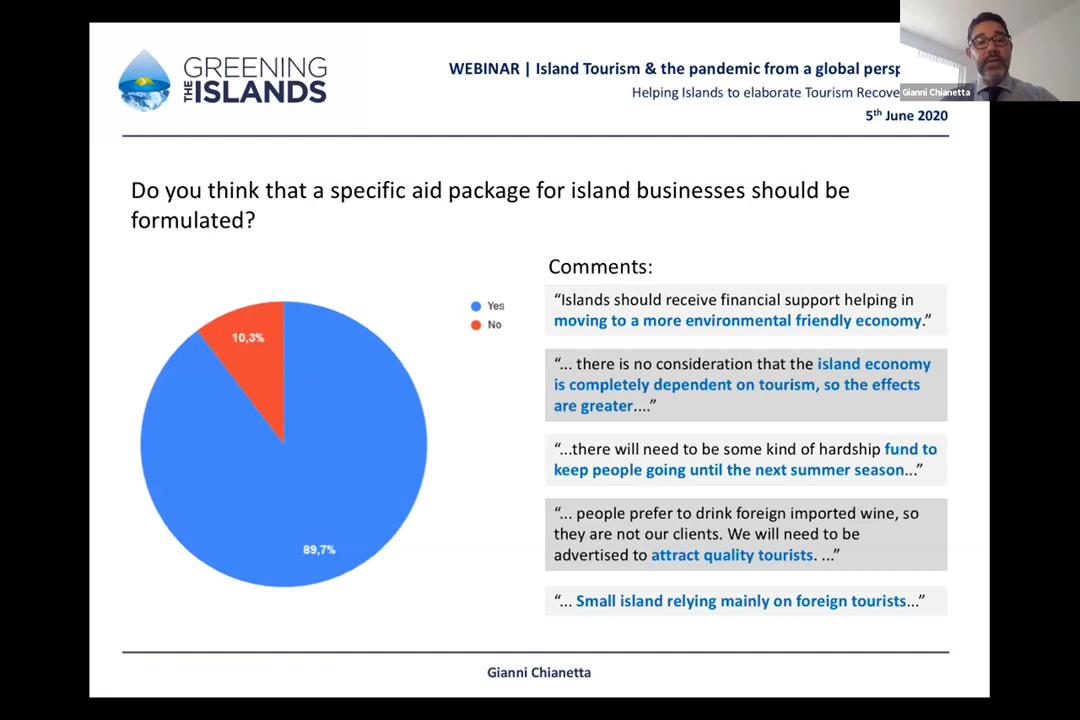 GREENING
THE ISLANDS
WEBINAR | Island Tourism & the pandemic from a global persp
Helping Islands to elaborate Tourism Recove
5th June 2020
Gianni Chianetta
Do you think that a specific aid package for island businesses should be
formulated?
Yes
No
10,3%
89,7%
Comments:
“Islands should receive financial support helping in
moving to a more environmental friendly economy.”
“... there is no consideration that the island economy
is completely dependent on tourism, so the effects
are greater....”
“...there will need to be some kind of hardship fund to
keep people going until the next summer season...”
“... people prefer to drink foreign imported wine, so
they are not our clients. We will need to be
advertised to attract quality tourists. ...”
“... Small island relying mainly on foreign tourists...”
Gianni Chianetta